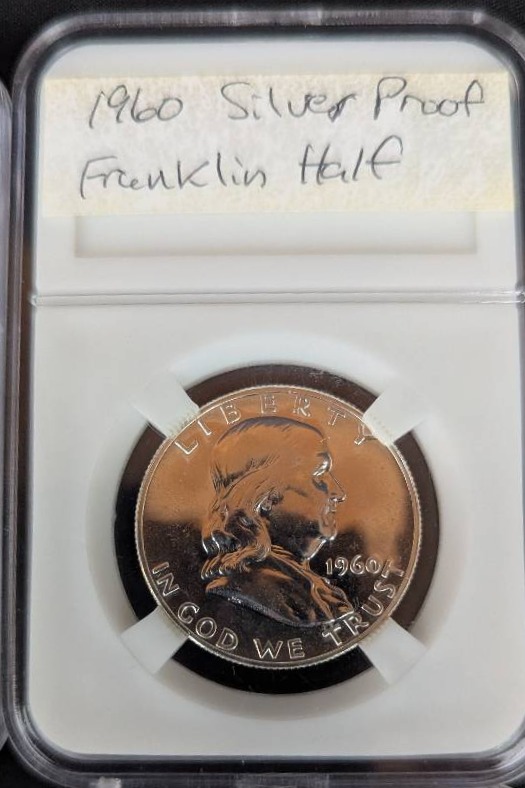 1960 Silver Proof
Franklin Half
LIBERTY
1960
IN GOD WE TRUST